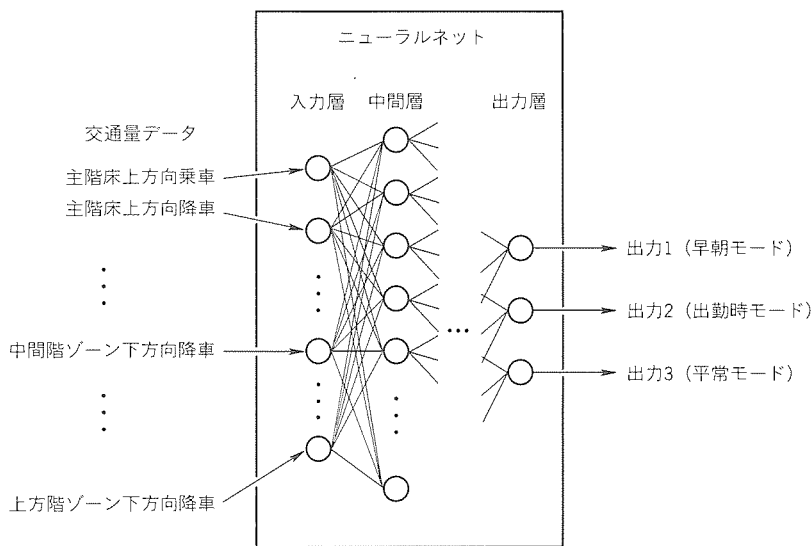 ニューラルネット
入力層
中間層
出力層
交通量データ
主階床上方向乗車
主階床上方向降車
中間階ゾーン下方向降車
上方階ゾーン下方向降車
出力1（早朝モード）
出力2（出勤時モード）
出力3（平常モード）